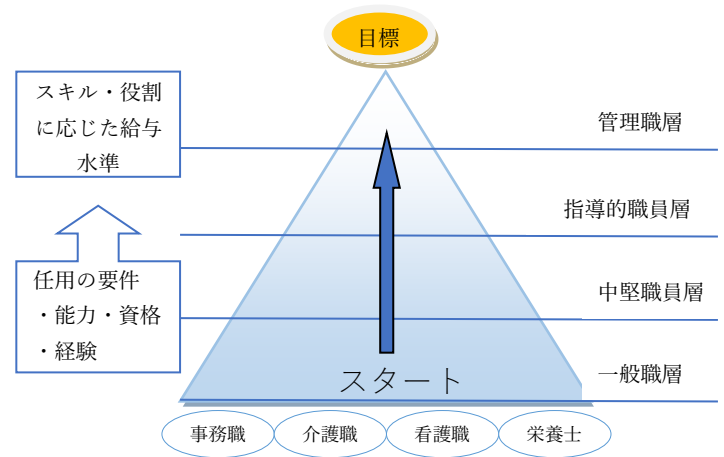 目標
スキル・役割
に応じた給与
水準
管理職層
指導的職員層
任用の要件
・能力・資格
・経験
中堅職員層
スタート
一般職層
事務職
介護職
看護職
栄養士